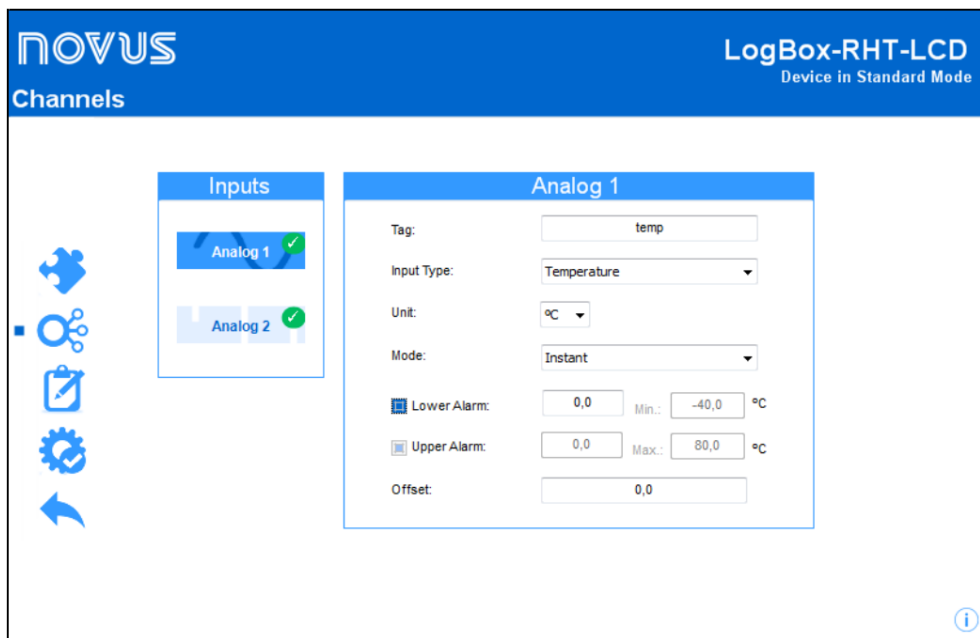 NOVUS
LogBox-RHT-LCD
Device in Standard Mode
Channels
Inputs
Analog 1
Analog 2
Analog 1
Tag: temp
Input Type: Temperature
Unit: ºC
Mode: Instant
Lower Alarm: 0,0 Min.: -40,0 ºC
Upper Alarm: 0,0 Max.: 80,0 ºC
Offset: 0,0